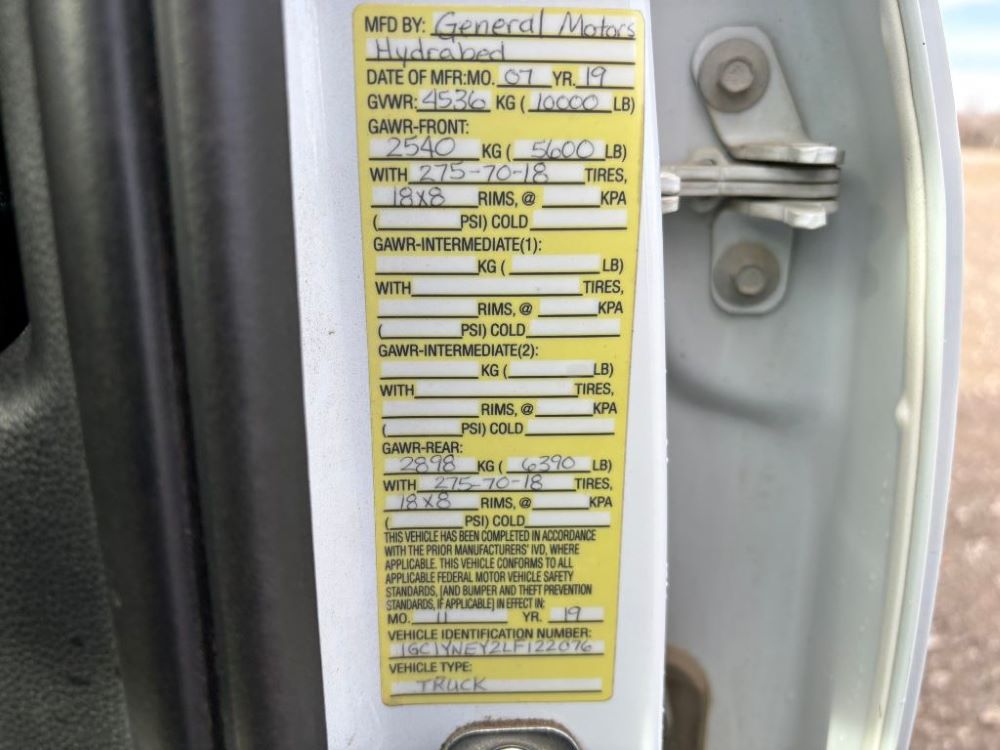 MFD BY: General Motors
Hydrabed
DATE OF MFR:MO. 07 YR. 19
GVWR: 4536 KG ( 10000 LB)
GAWR-FRONT:
2540 KG ( 5600 LB)
WITH 275-70-18 TIRES,
18X8 RIMS, @ KPA
( PSI) COLD
GAWR-INTERMEDIATE(1):
KG ( LB)
WITH TIRES,
RIMS, @ KPA
( PSI) COLD
GAWR-INTERMEDIATE(2):
KG ( LB)
WITH TIRES,
RIMS, @ KPA
( PSI) COLD
GAWR-REAR:
2898 KG ( 6390 LB)
WITH 275-70-18 TIRES,
18X8 RIMS, @ KPA
( PSI) COLD
THIS VEHICLE HAS BEEN COMPLETED IN ACCORDANCE
WITH THE PRIOR MANUFACTURERS' IVD, WHERE
APPLICABLE. THIS VEHICLE CONFORMS TO ALL
APPLICABLE FEDERAL MOTOR VEHICLE SAFETY
STANDARDS, [AND BUMPER AND THEFT PREVENTION
STANDARDS, IF APPLICABLE] IN EFFECT IN:
MO. 11 YR. 19
VEHICLE IDENTIFICATION NUMBER:
1GC1YNEY2LF122076
VEHICLE TYPE:
TRUCK